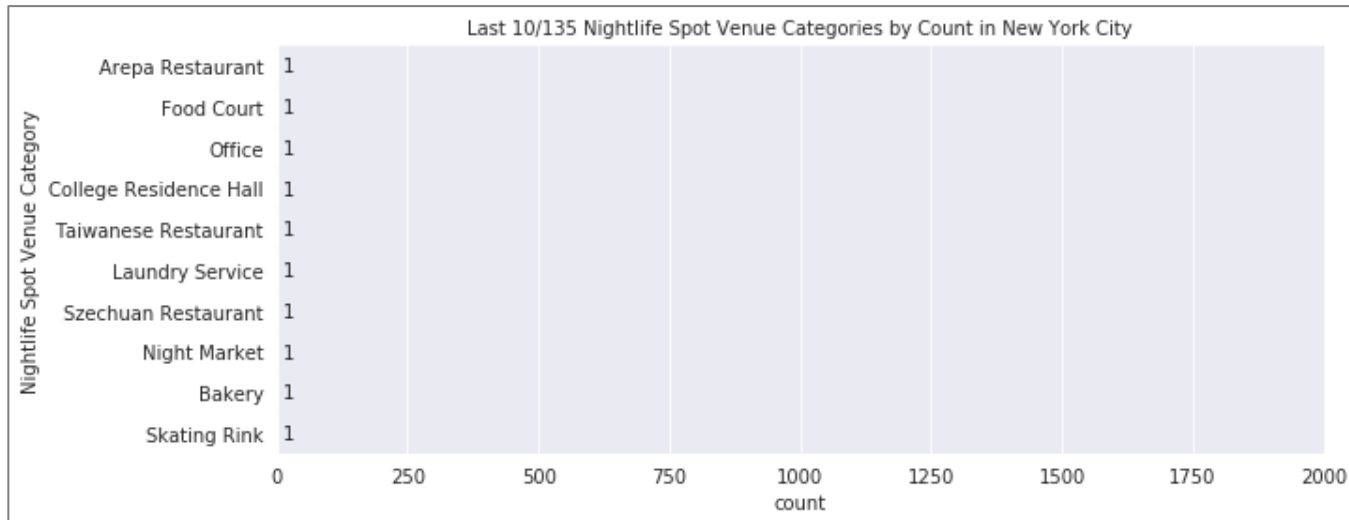 Last 10/135 Nightlife Spot Venue Categories by Count in New York City
Nightlife Spot Venue Category
Arepa Restaurant 1
Food Court 1
Office 1
College Residence Hall 1
Taiwanese Restaurant 1
Laundry Service 1
Szechuan Restaurant 1
Night Market 1
Bakery 1
Skating Rink 1
0 250 500 750 1000 1250 1500 1750 2000
count